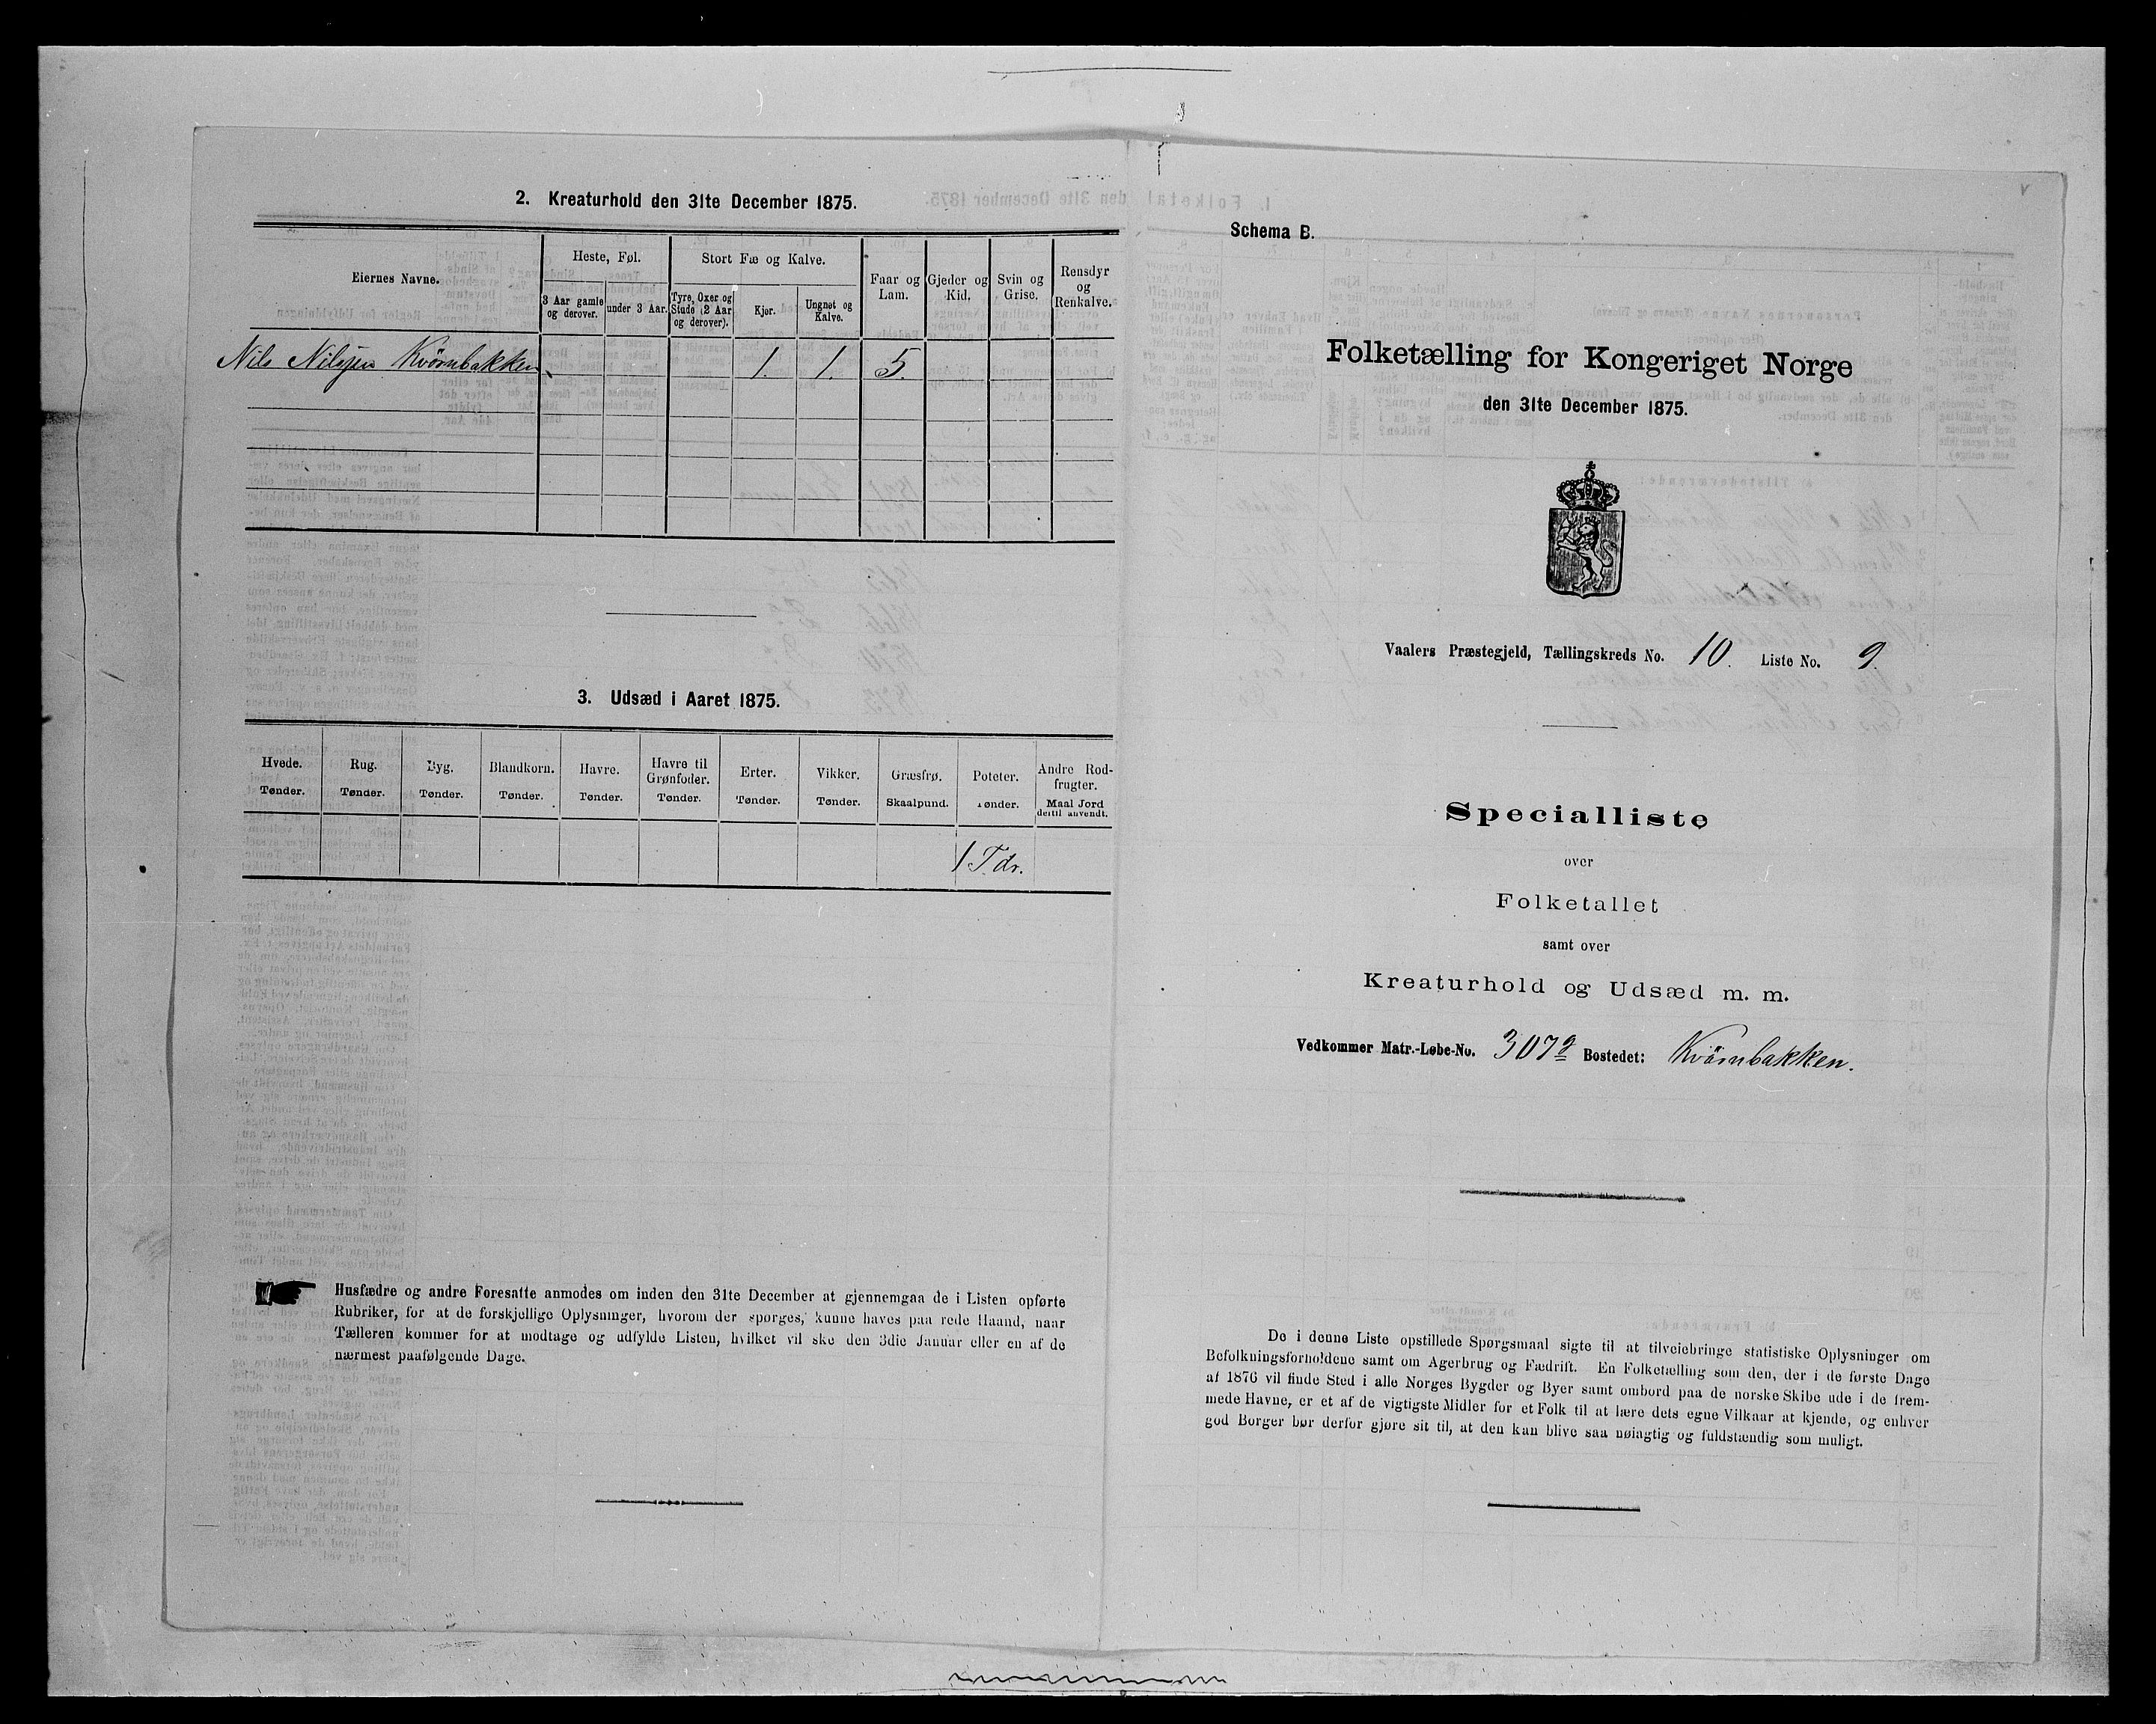 2. Kreaturhold den 31te December 1875.
Eiernes Navne.
Heste, Føl.
Stort Fæ og Kalve.
Faar og Lam.
Gjeder og Kid.
Svin og Grise.
Rensdyr og Renkalve.
3 Aar gamle og derover.
under 3 Aar.
Tyre, Oxer og Stude (2 Aar og derover).
Kjør.
Ungnøt og Kalve.
Nils Nilsen Kvörnbakken 1. 1. 5.
3. Udsæd i Aaret 1875.
Hvede. Rug. Byg. Blandkorn. Havre. Havre til Grønfoder. Erter. Vikker. Græsfrø. Poteter. Andre Rodfrugter.
Tønder. Tønder. Tønder. Tønder. Tønder. Tønder. Tønder. Tønder. Skaalpund. Tønder. Maal Jord dertil anvendt.
1 Tdr.
Husfædre og andre Foresatte anmodes om inden den 31te December at gjennemgaa de i Listen opførte
Rubriker, for at de forskjellige Oplysninger, hvorom der spørges, kunne haves paa rede Haand, naar
Tælleren kommer for at modtage og udfylde Listen, hvilket vil ske den 3die Januar eller en af de
nærmest paafølgende Dage.
Schema B.
Folketælling for Kongeriget Norge
den 31te December 1875.
Vaalers Præstegjeld, Tællingskreds No. 10. Liste No. 9.
Specialliste
over
Folketallet
samt over
Kreaturhold og Udsæd m. m.
Vedkommer Matr.-Løbe-No. 307a Bostedet: Kvörnbakken.
De i denne Liste opstillede Spørgsmaal sigte til at tilveiebringe statistiske Oplysninger om
Befolkningsforholdene samt om Agerbrug og Fædrift. En Folketælling som den, der i de første Dage
af 1876 vil finde Sted i alle Norges Bygder og Byer samt ombord paa de norske Skibe ude i de frem-
mede Havne, er et af de vigtigste Midler for et Folk til at lære dets egne Vilkaar at kjende, og enhver
god Borger bør derfor gjøre sit til, at den kan blive saa nøiagtig og fuldstændig som muligt.